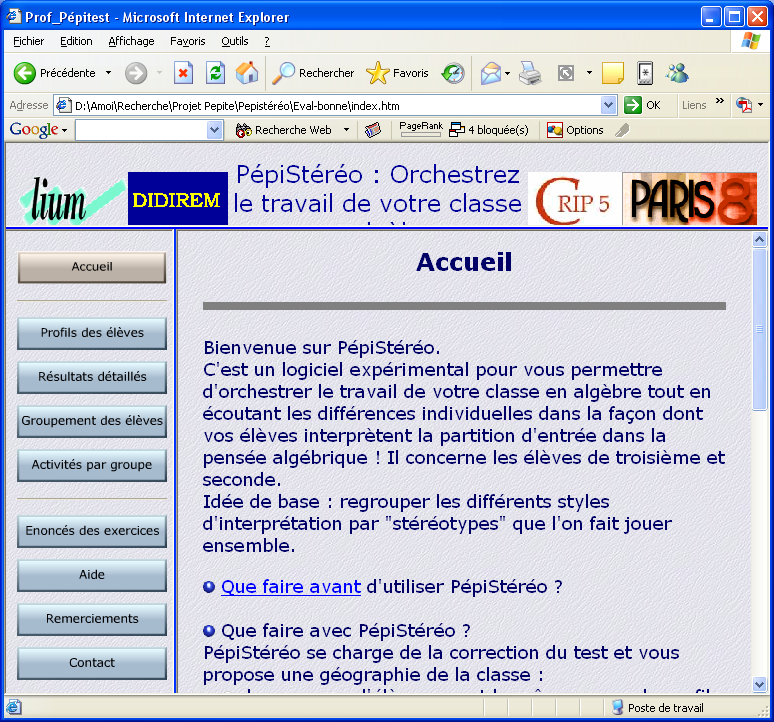 Prof_Pépitest - Microsoft Internet Explorer
Fichier Edition Affichage Favoris Outils ?
Précédente Rechercher Favoris
Adresse D:\Amoi\Recherche\Projet Pepite\Pepistéréo\Eval-bonne\index.htm OK Liens »
Google Recherche Web PageRank 4 bloquée(s) Options
lium
DIDIREM
PépiStéréo : Orchestrez
le travail de votre classe
CRIP 5
PARIS 8
Accueil
Profils des élèves
Résultats détaillés
Groupement des élèves
Activités par groupe
Enoncés des exercices
Aide
Remerciements
Contact
Accueil
Bienvenue sur PépiStéréo.
C'est un logiciel expérimental pour vous permettre
d'orchestrer le travail de votre classe en algèbre tout en
écoutant les différences individuelles dans la façon dont
vos élèves interprètent la partition d'entrée dans la
pensée algébrique ! Il concerne les élèves de troisième et
seconde.
Idée de base : regrouper les différents styles
d'interprétation par "stéréotypes" que l'on fait jouer
ensemble.
Que faire avant d'utiliser PépiStéréo ?
Que faire avec PépiStéréo ?
PépiStéréo se charge de la correction du test et vous
propose une géographie de la classe :
Poste de travail